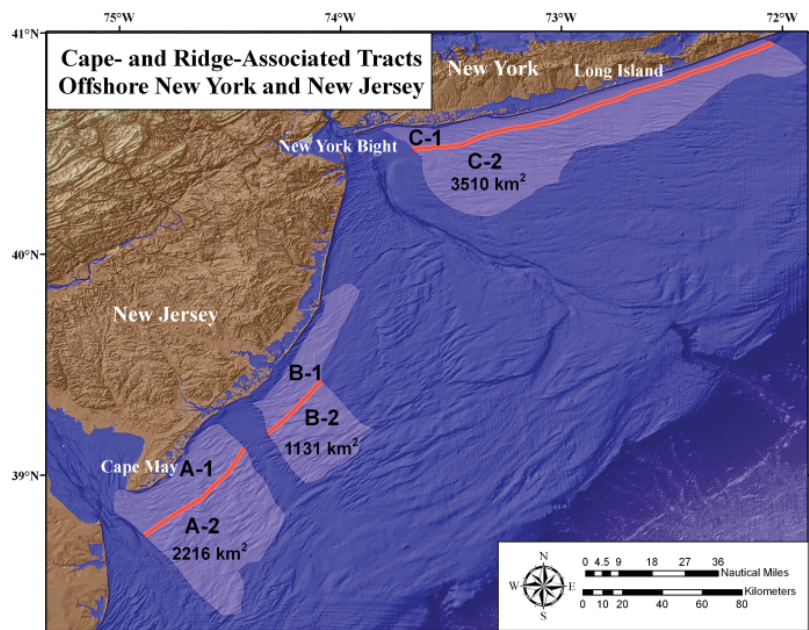 75°W 74°W 73°W 72°W
41°N
Cape- and Ridge-Associated Tracts
Offshore New York and New Jersey
New York
Long Island
New York Bight
C-1
C-2
3510 km²
40°N
New Jersey
B-1
B-2
1131 km²
Cape May
A-1
39°N
A-2
2216 km²
N
W E
S
0 4.5 9 18 27 36
Nautical Miles
Kilometers
0 10 20 40 60 80